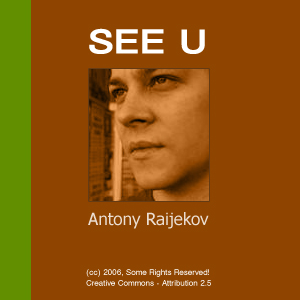 SEE U
Antony Raijekov
(cc) 2006, Some Rights Reserved!
Creative Commons - Attribution 2.5